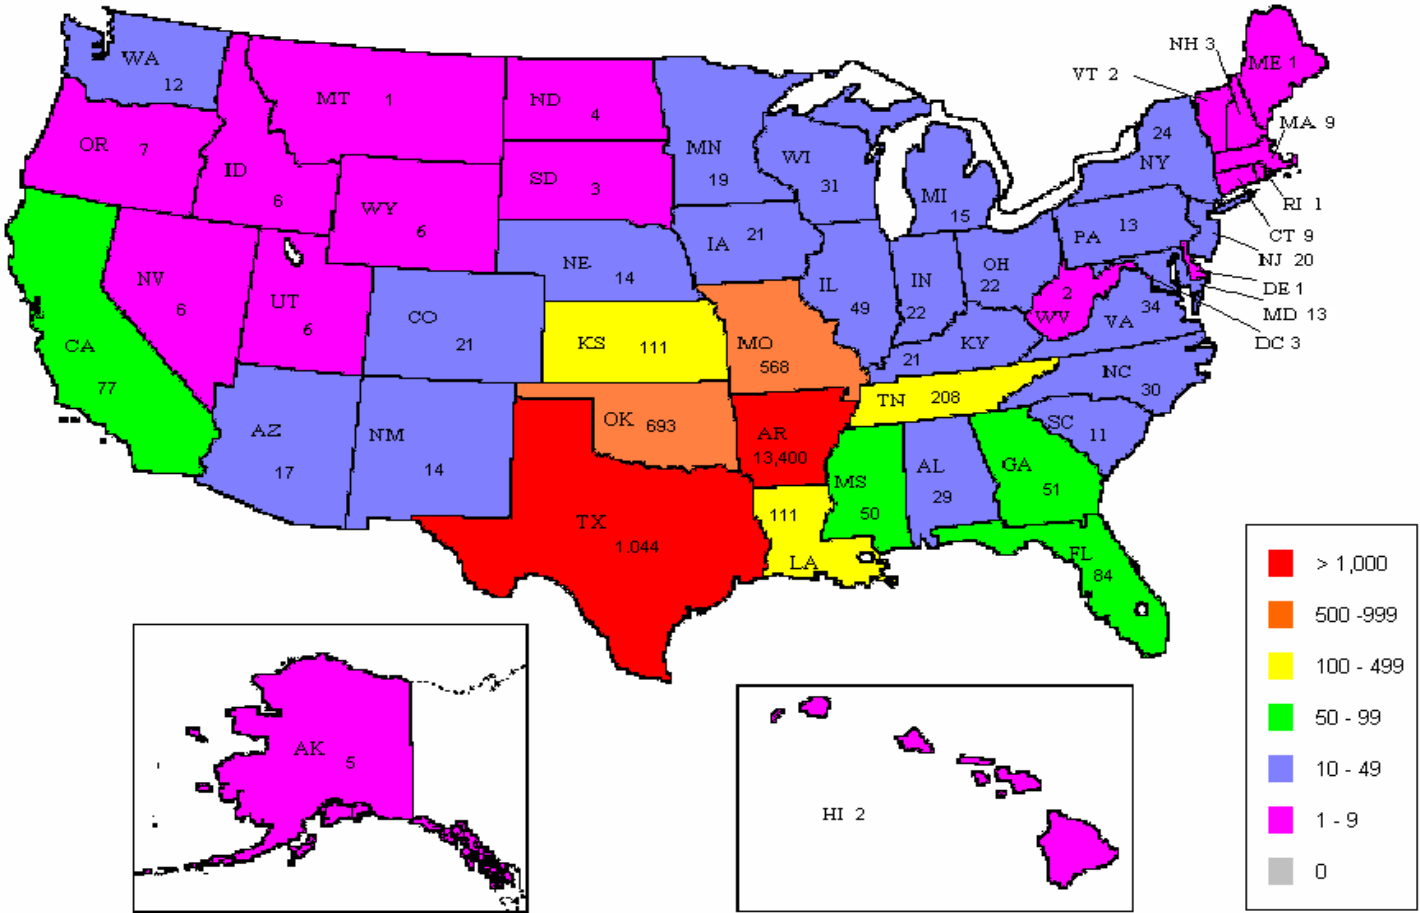 NH 3
ME 1
VT 2
WA
12
MT 1
ND
4
MA 9
OR 7
MN
19
WI
31
24
NY
ID
6
SD
3
MI
15
RI 1
WY
6
IA 21
PA 13
CT 9
NV
6
NE
14
OH
22
NJ 20
UT
6
IL
49
IN
22
2
WV
DE 1
CO
21
34
VA
MD 13
CA
77
KS 111
MO
568
21 KY
DC 3
NC
30
TN 208
AZ
17
NM
14
OK 693
AR
13,400
SC
11
MS
50
AL
29
GA
51
TX
1,044
111
LA
FL
84
> 1,000
500 -999
100 - 499
50 - 99
10 - 49
1 - 9
0
AK
5
HI 2